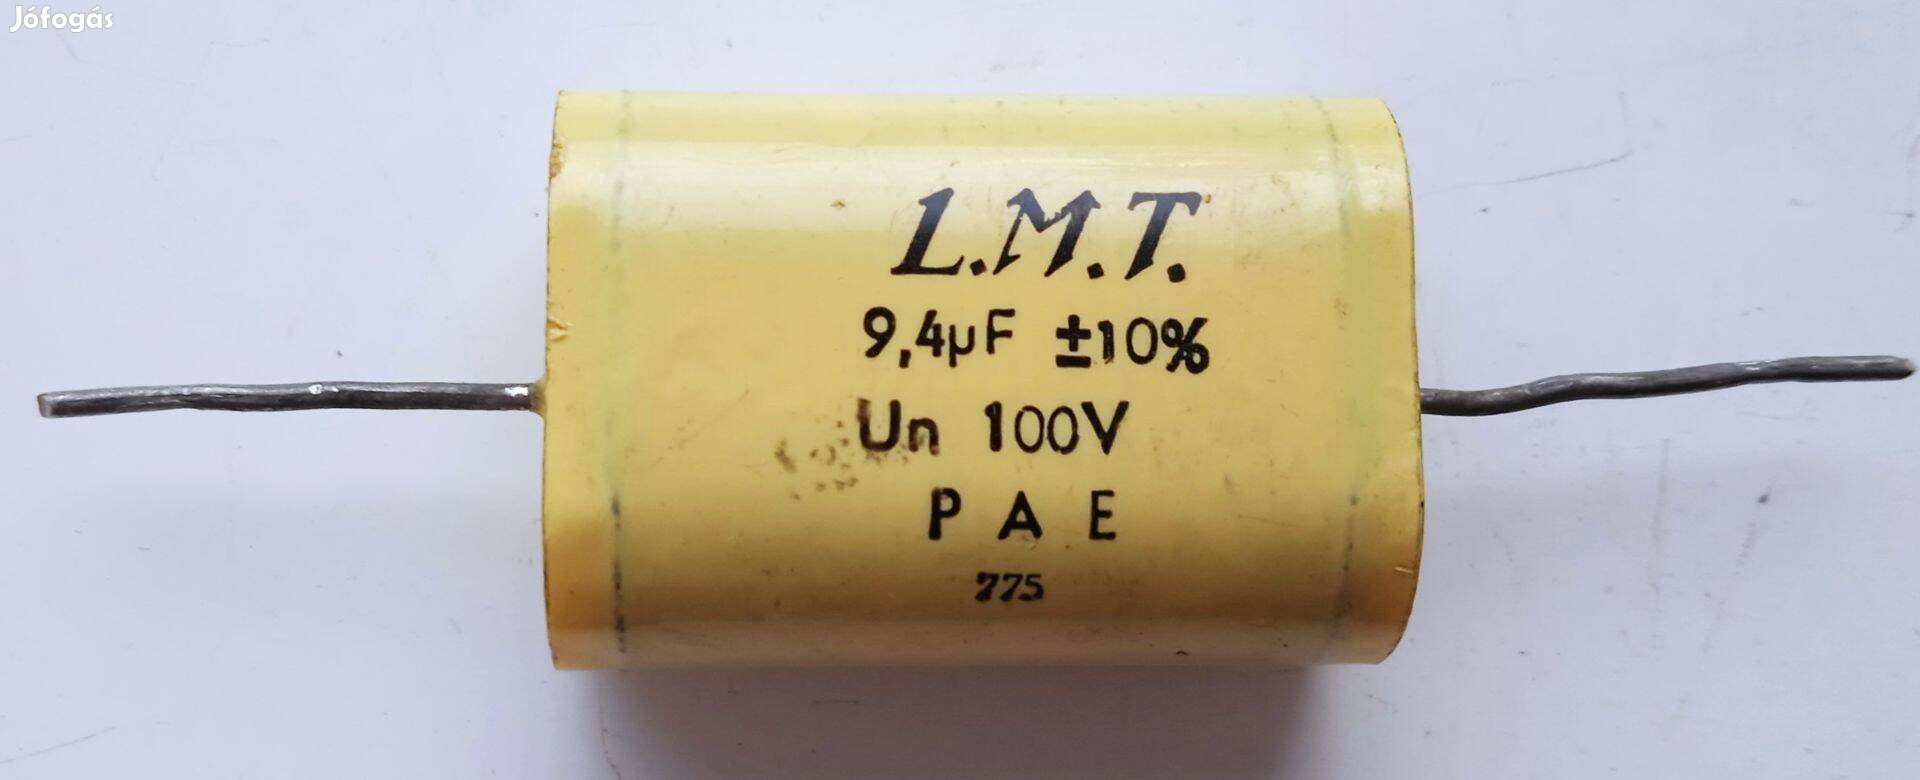 Jófogás
L.M.T.
9,4µF ±10%
Un 100V
P A E
775